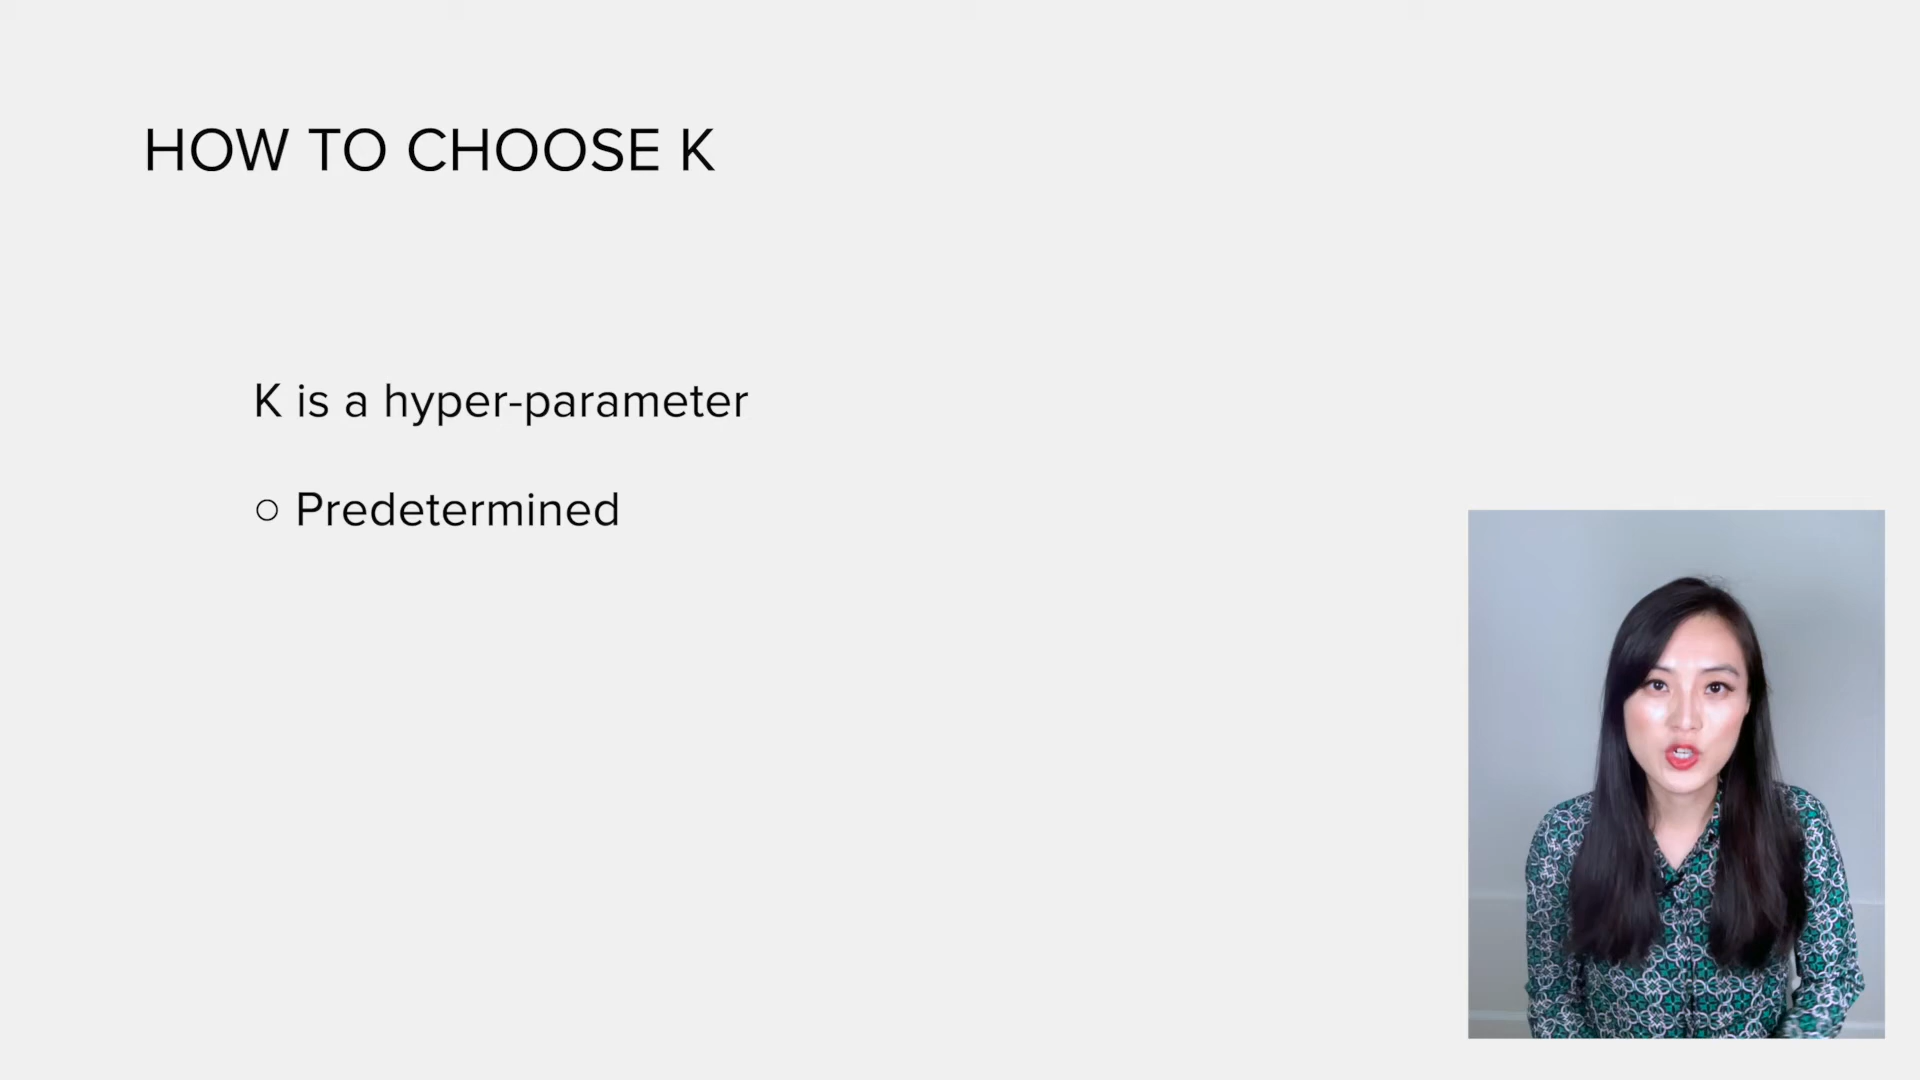 HOW TO CHOOSE K
K is a hyper-parameter
○ Predetermined